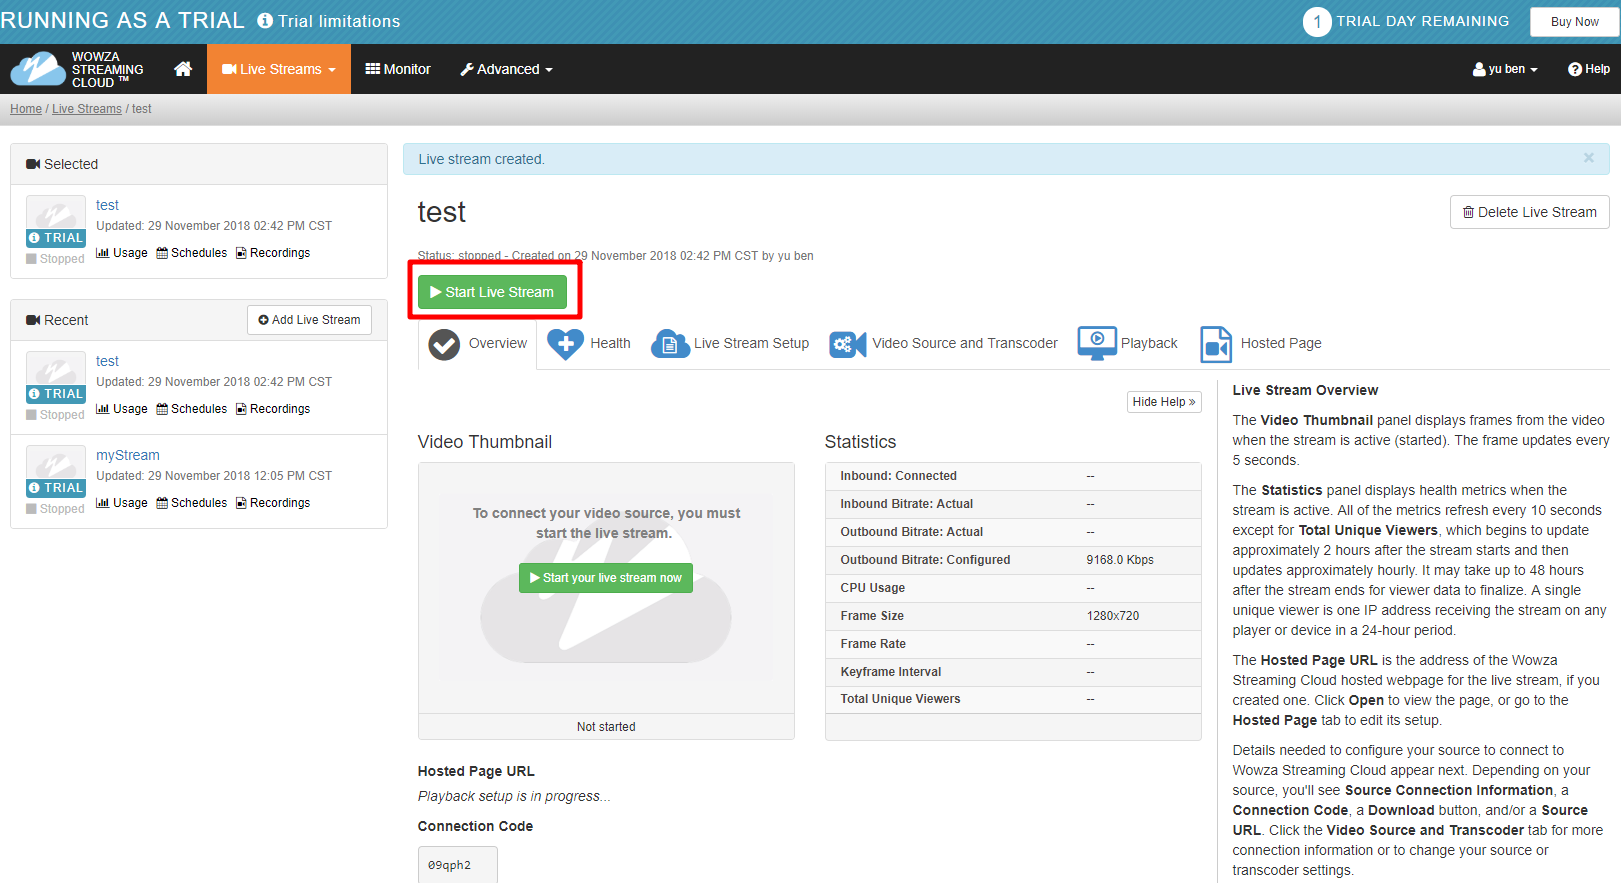 RUNNING AS A TRIAL Trial limitations
1 TRIAL DAY REMAINING Buy Now
WOWZA
STREAMING
CLOUD ™
Live Streams Monitor Advanced yu ben Help
Home / Live Streams / test
Selected
test
Updated: 29 November 2018 02:42 PM CST
TRIAL
Stopped
Usage Schedules Recordings
Recent Add Live Stream
test
Updated: 29 November 2018 02:42 PM CST
TRIAL
Stopped
Usage Schedules Recordings
myStream
Updated: 29 November 2018 12:05 PM CST
TRIAL
Stopped
Usage Schedules Recordings
Live stream created. ×
test
Delete Live Stream
Status: stopped - Created on 29 November 2018 02:42 PM CST by yu ben
Start Live Stream
Overview Health Live Stream Setup Video Source and Transcoder Playback Hosted Page
Hide Help »
Video Thumbnail
To connect your video source, you must
start the live stream.
Start your live stream now
Not started
Statistics
Inbound: Connected --
Inbound Bitrate: Actual --
Outbound Bitrate: Actual --
Outbound Bitrate: Configured 9168.0 Kbps
CPU Usage --
Frame Size 1280x720
Frame Rate --
Keyframe Interval --
Total Unique Viewers --
Hosted Page URL
Playback setup is in progress...
Connection Code
09qph2
Live Stream Overview
The Video Thumbnail panel displays frames from the video
when the stream is active (started). The frame updates every
5 seconds.
The Statistics panel displays health metrics when the
stream is active. All of the metrics refresh every 10 seconds
except for Total Unique Viewers, which begins to update
approximately 2 hours after the stream starts and then
updates approximately hourly. It may take up to 48 hours
after the stream ends for viewer data to finalize. A single
unique viewer is one IP address receiving the stream on any
player or device in a 24-hour period.
The Hosted Page URL is the address of the Wowza
Streaming Cloud hosted webpage for the live stream, if you
created one. Click Open to view the page, or go to the
Hosted Page tab to edit its setup.
Details needed to configure your source to connect to
Wowza Streaming Cloud appear next. Depending on your
source, you'll see Source Connection Information, a
Connection Code, a Download button, and/or a Source
URL. Click the Video Source and Transcoder tab for more
connection information or to change your source or
transcoder settings.